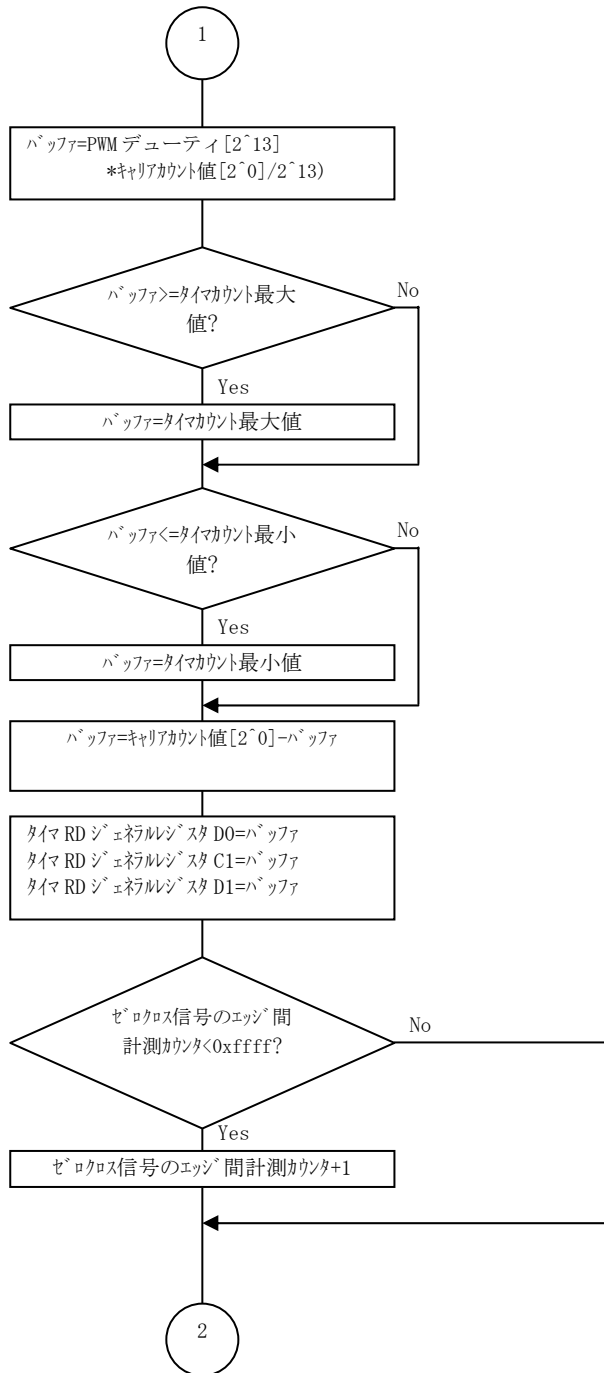 1
ﾊﾞｯﾌｧ=PWM デューティ[2^13]
*ｷｬﾘｱｶｳﾝﾄ値[2^0]/2^13)
ﾊﾞｯﾌｧ>=ﾀｲﾏｶｳﾝﾄ最大
値?
No
Yes
ﾊﾞｯﾌｧ=ﾀｲﾏｶｳﾝﾄ最大値
ﾊﾞｯﾌｧ<=ﾀｲﾏｶｳﾝﾄ最小
値?
No
Yes
ﾊﾞｯﾌｧ=ﾀｲﾏｶｳﾝﾄ最小値
ﾊﾞｯﾌｧ=ｷｬﾘｱｶｳﾝﾄ値[2^0]-ﾊﾞｯﾌｧ
ﾀｲﾏ RD ｼﾞｪﾈﾗﾙﾚｼﾞｽﾀ D0=ﾊﾞｯﾌｧ
ﾀｲﾏ RD ｼﾞｪﾈﾗﾙﾚｼﾞｽﾀ C1=ﾊﾞｯﾌｧ
ﾀｲﾏ RD ｼﾞｪﾈﾗﾙﾚｼﾞｽﾀ D1=ﾊﾞｯﾌｧ
ｾﾞﾛｸﾛｽ信号のｴｯｼﾞ間
計測ｶｳﾝﾀ<0xffff?
No
Yes
ｾﾞﾛｸﾛｽ信号のｴｯｼﾞ間計測ｶｳﾝﾀ+1
2